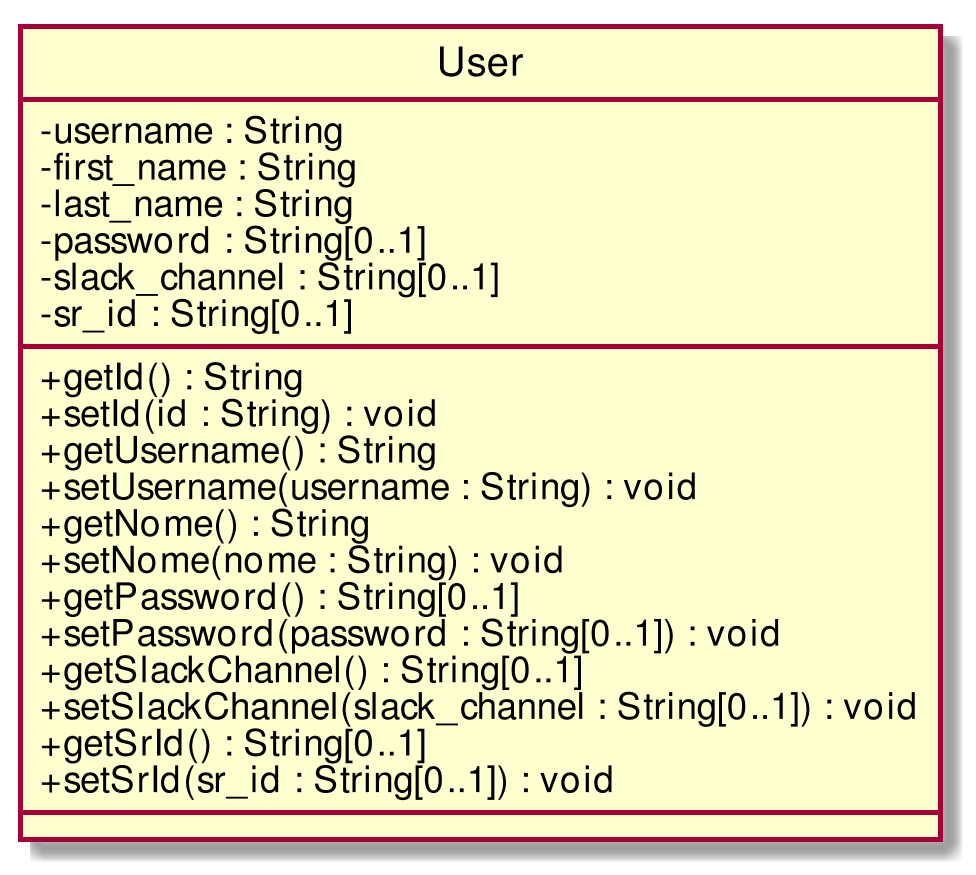 User
-username : String
-first_name : String
-last_name : String
-password : String[0..1]
-slack_channel : String[0..1]
-sr_id : String[0..1]
+getId() : String
+setId(id : String) : void
+getUsername() : String
+setUsername(username : String) : void
+getNome() : String
+setNome(nome : String) : void
+getPassword() : String[0..1]
+setPassword(password : String[0..1]) : void
+getSlackChannel() : String[0..1]
+setSlackChannel(slack_channel : String[0..1]) : void
+getSrId() : String[0..1]
+setSrId(sr_id : String[0..1]) : void